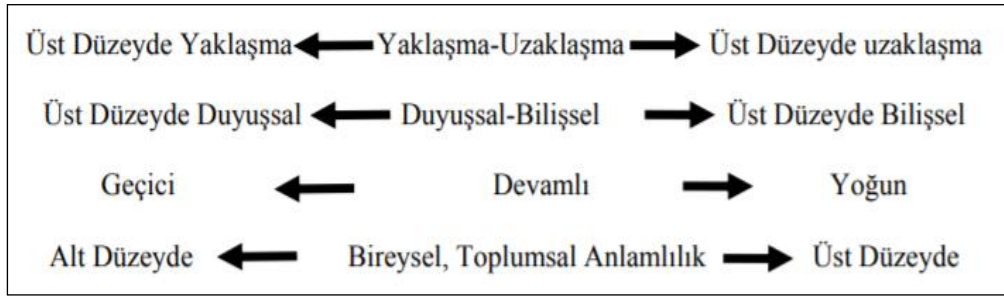 Üst Düzeyde Yaklaşma Yaklaşma-Uzaklaşma Üst Düzeyde uzaklaşma
Üst Düzeyde Duyuşsal Duyuşsal-Bilişsel Üst Düzeyde Bilişsel
Geçici Devamlı Yoğun
Alt Düzeyde Bireysel, Toplumsal Anlamlılık Üst Düzeyde